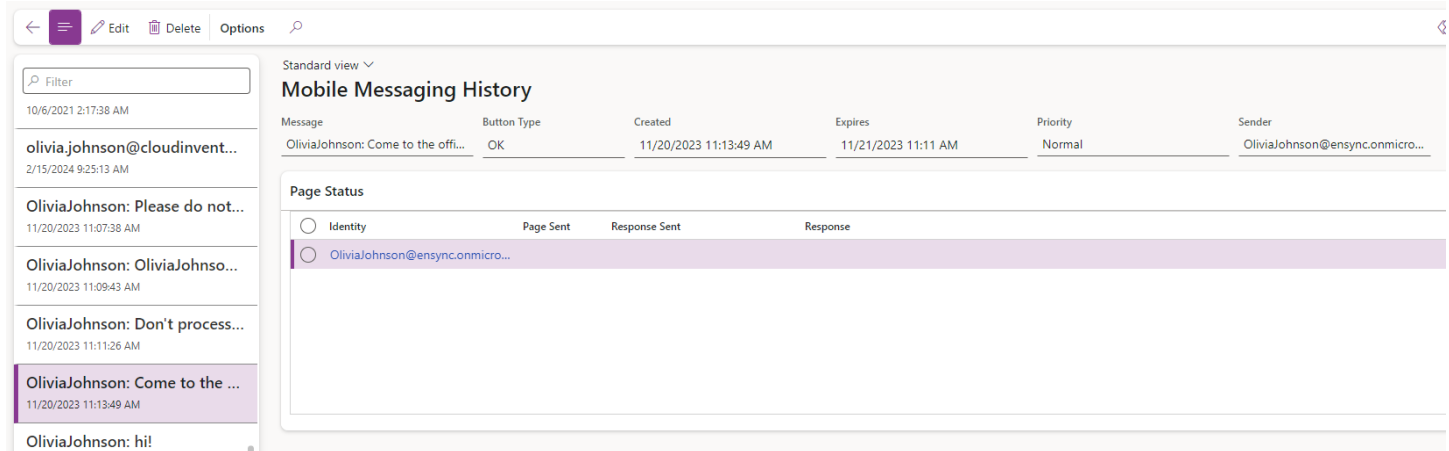 Edit Delete Options
Filter
10/6/2021 2:17:38 AM
olivia.johnson@cloudinvent...
2/15/2024 9:25:13 AM
OliviaJohnson: Please do not...
11/20/2023 11:07:38 AM
OliviaJohnson: OliviaJohnso...
11/20/2023 11:09:43 AM
OliviaJohnson: Don't process...
11/20/2023 11:11:26 AM
OliviaJohnson: Come to the ...
11/20/2023 11:13:49 AM
OliviaJohnson: hi!
Standard view
Mobile Messaging History
Message Button Type Created Expires Priority Sender
OliviaJohnson: Come to the offi... OK 11/20/2023 11:13:49 AM 11/21/2023 11:11 AM Normal OliviaJohnson@ensync.onmicro...
Page Status
Identity Page Sent Response Sent Response
OliviaJohnson@ensync.onmicro...